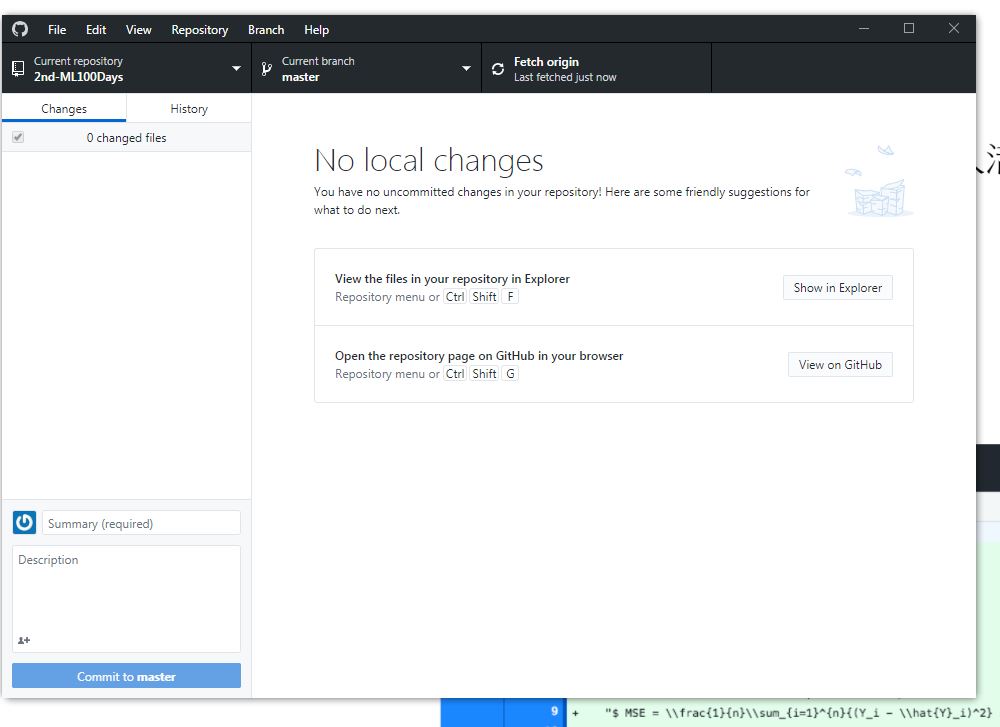 File Edit View Repository Branch Help
Current repository
2nd-ML100Days
Current branch
master
Fetch origin
Last fetched just now
Changes
History
0 changed files
No local changes
You have no uncommitted changes in your repository! Here are some friendly suggestions for
what to do next.
View the files in your repository in Explorer
Repository menu or Ctrl Shift F
Show in Explorer
Open the repository page on GitHub in your browser
Repository menu or Ctrl Shift G
View on GitHub
Summary (required)
Description
Commit to master
9 + "$ MSE = \\frac{1}{n}\\sum_{i=1}^{n}{(Y_i - \\hat{Y}_i)^2}